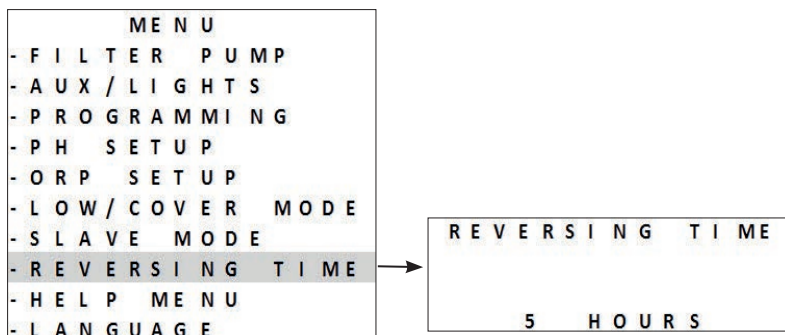 MENU
-FILTER PUMP
-AUX/LIGHTS
-PROGRAMMING
-PH SETUP
-ORP SETUP
-LOW/COVER MODE
-SLAVE MODE
-REVERSING TIME
-HELP MENU
-LANGUAGE
REVERSING TIME
5 HOURS